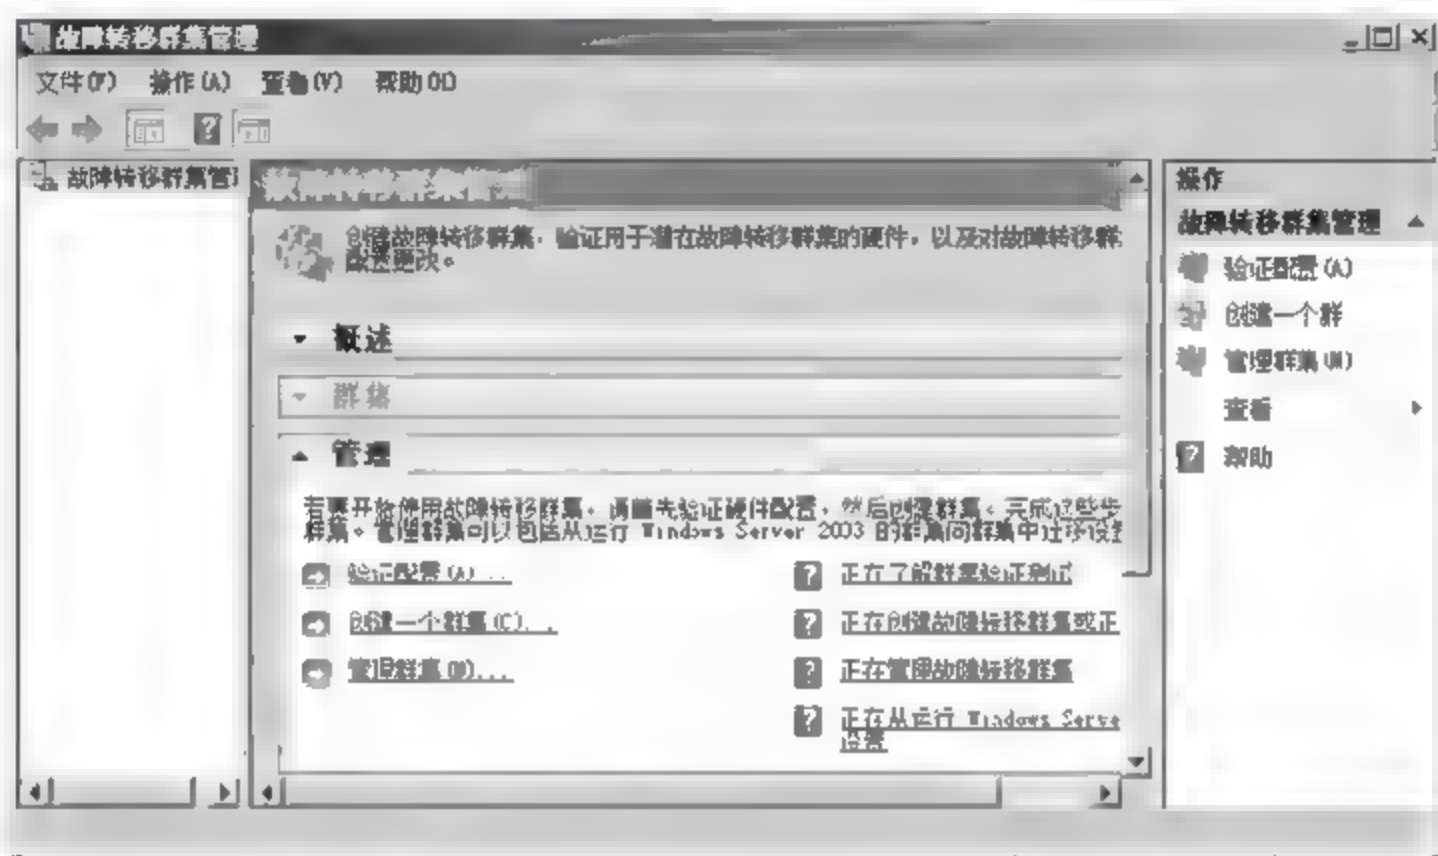 故障转移群集管理
文件(F) 操作(A) 查看(V) 帮助(H)
故障转移群集管理
故障转移群集管
创建故障转移群集,验证用于潜在故障转移群集的硬件,以及对故障转移群
配置更改。
概述
群集
管理
若要开始使用故障转移群集,请首先验证硬件配置,然后创建群集。完成这些步
群集。管理群集可以包括从运行 Windows Server 2003 的群集向群集中迁移设置
验证配置(A)...
创建一个群集(C)...
管理群集(M)...
正在了解群集验证测试
正在创建故障转移群集或正
正在管理故障转移群集
正在从运行 Windows Serve
设置
操作
故障转移群集管理
验证配置(A)
创建一个群
管理群集(M)
查看
帮助